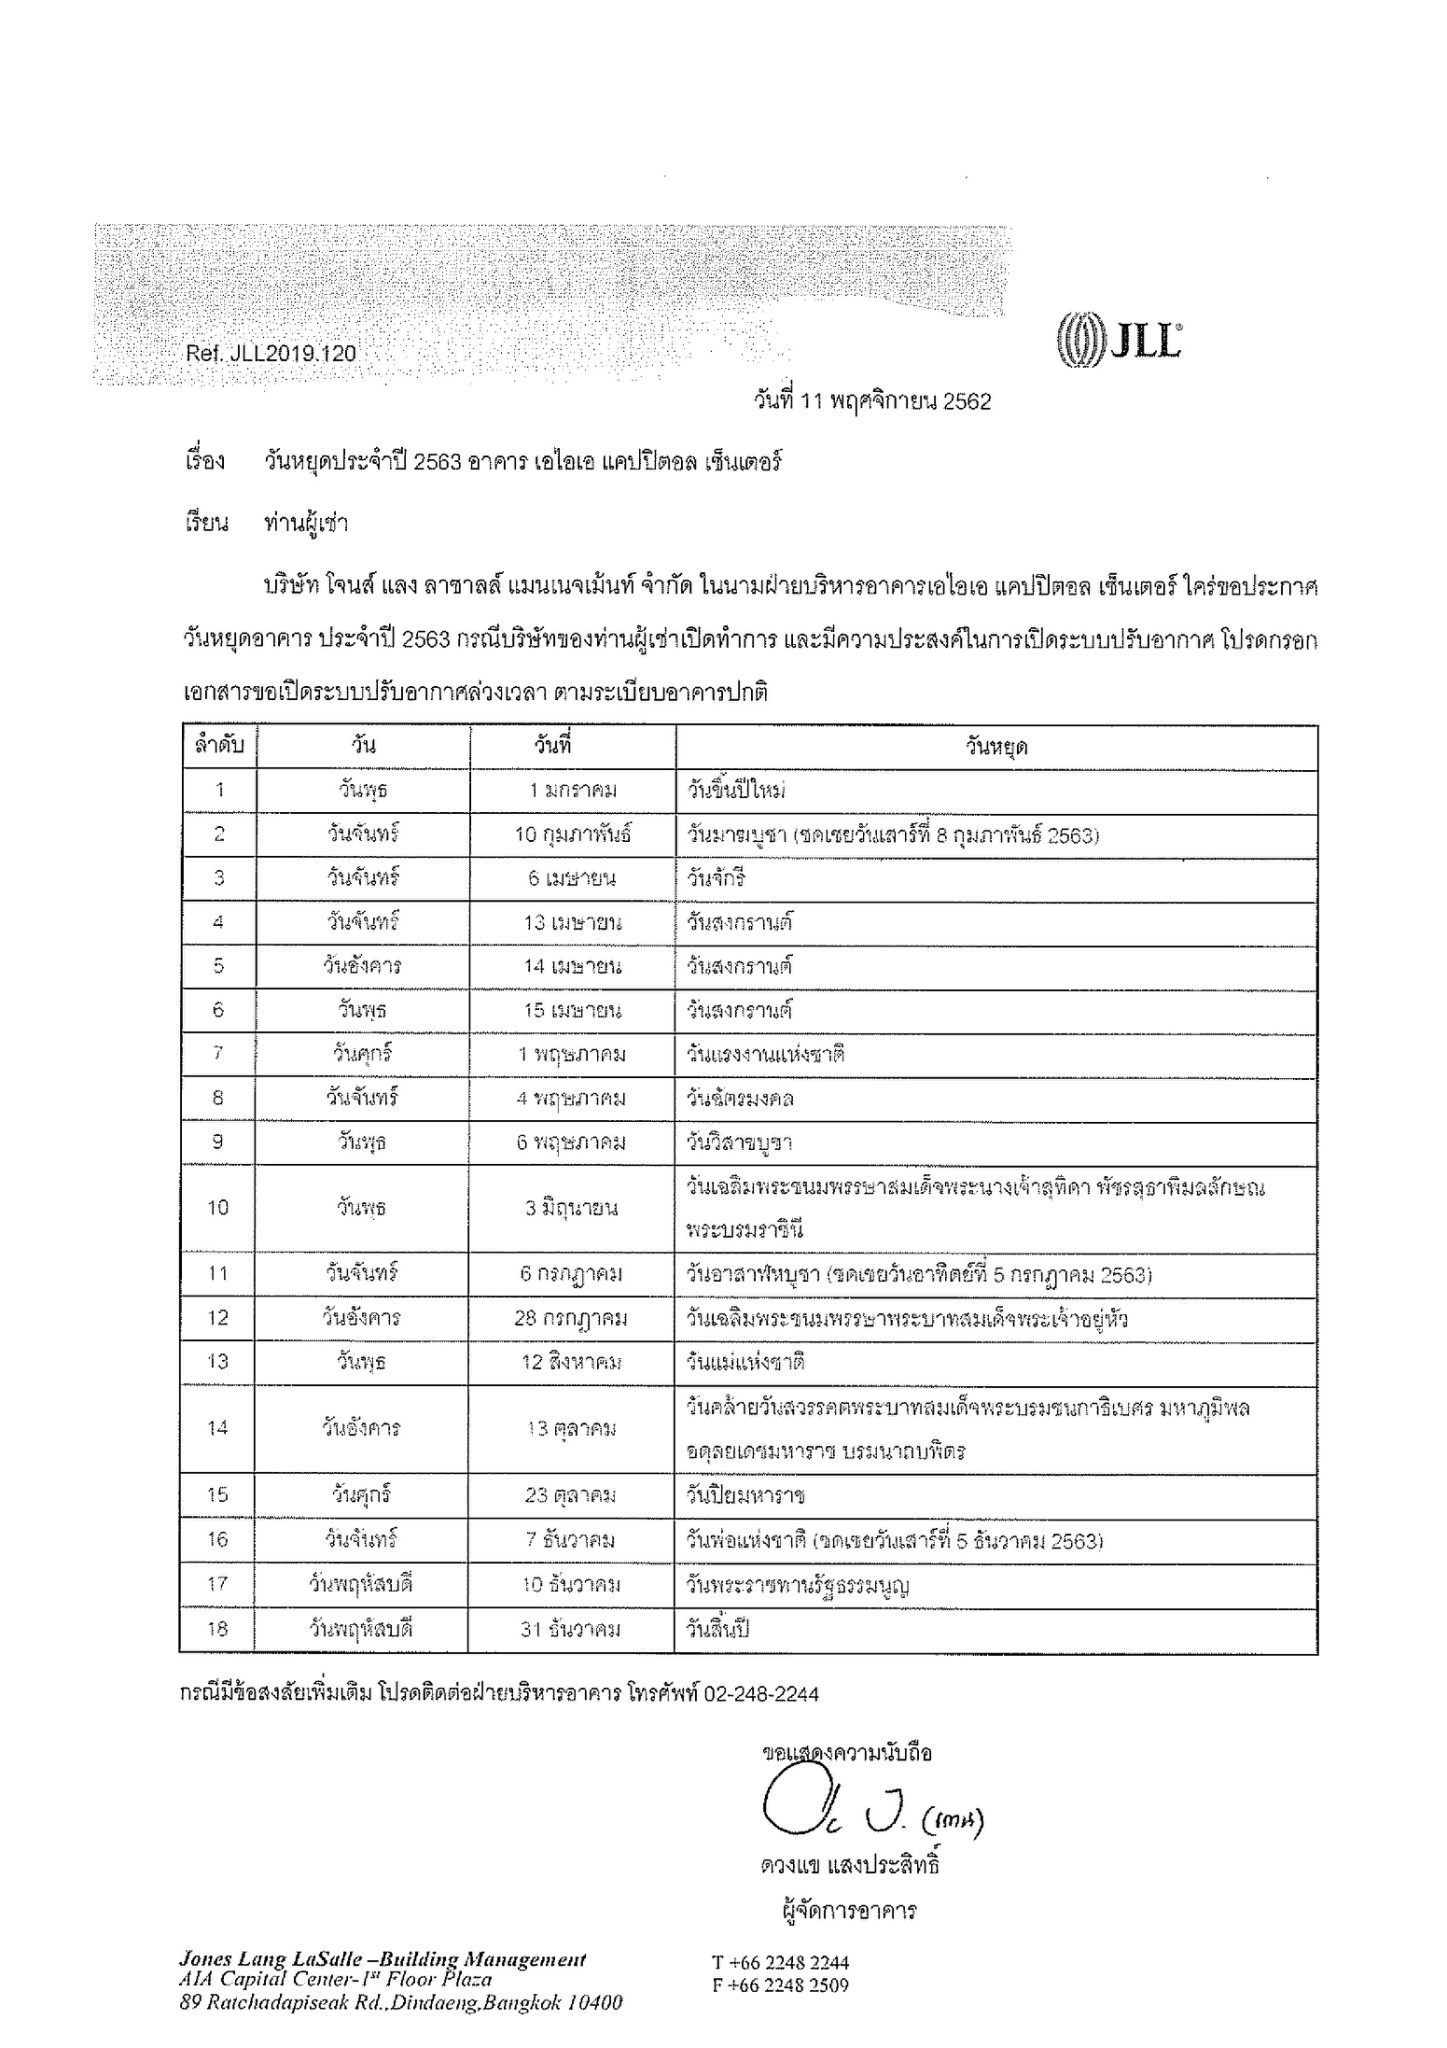 Ref. JLL2019.120
JLL
วันที่ 11 พฤศจิกายน 2562
เรื่อง วันหยุดประจำปี 2563 อาคาร เอไอเอ แคปปิตอล เซ็นเตอร์
เรียน ท่านผู้เช่า
บริษัท โจนส์ แลง ลาซาลล์ แมนเนจเม้นท์ จำกัด ในนามฝ่ายบริหารอาคารเอไอเอ แคปปิตอล เซ็นเตอร์ ใคร่ขอประกาศ
วันหยุดอาคาร ประจำปี 2563 กรณีบริษัทของท่านผู้เช่าเปิดทำการ และมีความประสงค์ในการเปิดระบบปรับอากาศ โปรดกรอก
เอกสารขอเปิดระบบปรับอากาศล่วงเวลา ตามระเบียบอาคารปกติ
ลำดับ วัน วันที่ วันหยุด
1 วันพุธ 1 มกราคม วันขึ้นปีใหม่
2 วันจันทร์ 10 กุมภาพันธ์ วันมาฆบูชา (ชดเชยวันเสาร์ที่ 8 กุมภาพันธ์ 2563)
3 วันจันทร์ 6 เมษายน วันจักรี
4 วันจันทร์ 13 เมษายน วันสงกรานต์
5 วันอังคาร 14 เมษายน วันสงกรานต์
6 วันพุธ 15 เมษายน วันสงกรานต์
7 วันศุกร์ 1 พฤษภาคม วันแรงงานแห่งชาติ
8 วันจันทร์ 4 พฤษภาคม วันฉัตรมงคล
9 วันพุธ 6 พฤษภาคม วันวิสาขบูชา
10 วันพุธ 3 มิถุนายน วันเฉลิมพระชนมพรรษาสมเด็จพระนางเจ้าสุทิดา พัชรสุธาพิมลลักษณ
พระบรมราชินี
11 วันจันทร์ 6 กรกฎาคม วันอาสาฬหบูชา (ชดเชยวันอาทิตย์ที่ 5 กรกฎาคม 2563)
12 วันอังคาร 28 กรกฎาคม วันเฉลิมพระชนมพรรษาพระบาทสมเด็จพระเจ้าอยู่หัว
13 วันพุธ 12 สิงหาคม วันแม่แห่งชาติ
14 วันอังคาร 13 ตุลาคม วันคล้ายวันสวรรคตพระบาทสมเด็จพระบรมชนกาธิเบศร มหาภูมิพล
อดุลยเดชมหาราช บรมนาถบพิตร
15 วันศุกร์ 23 ตุลาคม วันปิยมหาราช
16 วันจันทร์ 7 ธันวาคม วันพ่อแห่งชาติ (ชดเชยวันเสาร์ที่ 5 ธันวาคม 2563)
17 วันพฤหัสบดี 10 ธันวาคม วันพระราชทานรัฐธรรมนูญ
18 วันพฤหัสบดี 31 ธันวาคม วันสิ้นปี
กรณีมีข้อสงสัยเพิ่มเติม โปรดติดต่อฝ่ายบริหารอาคาร โทรศัพท์ 02-248-2244
ขอแสดงความนับถือ
(แทน)
ดวงแข แสงประสิทธิ์
ผู้จัดการอาคาร
Jones Lang LaSalle –Building Management
AIA Capital Center-1st Floor Plaza
89 Ratchadapiseak Rd.,Dindaeng,Bangkok 10400
T +66 2248 2244
F +66 2248 2509